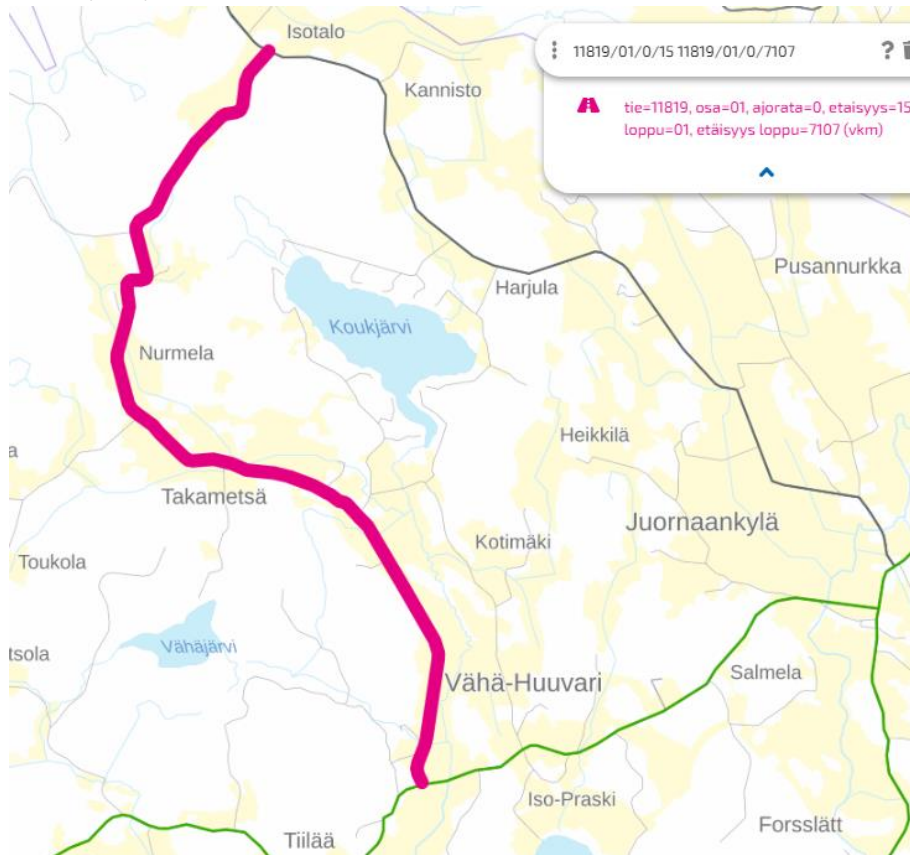 Isotalo
11819/01/0/15 11819/01/0/7107 ?
Kannisto
tie=11819, osa=01, ajorata=0, etaisyys=15
loppu=01, etäisyys loppu=7107 (vkm)
Pusannurkka
Harjula
Koukjärvi
Nurmela
Heikkilä
a
Takametsä
Juornaankylä
Kotimäki
Toukola
Vähäjärvi
tsola
Salmela
Vähä-Huuvari
Iso-Praski
Forsslätt
Tiilää